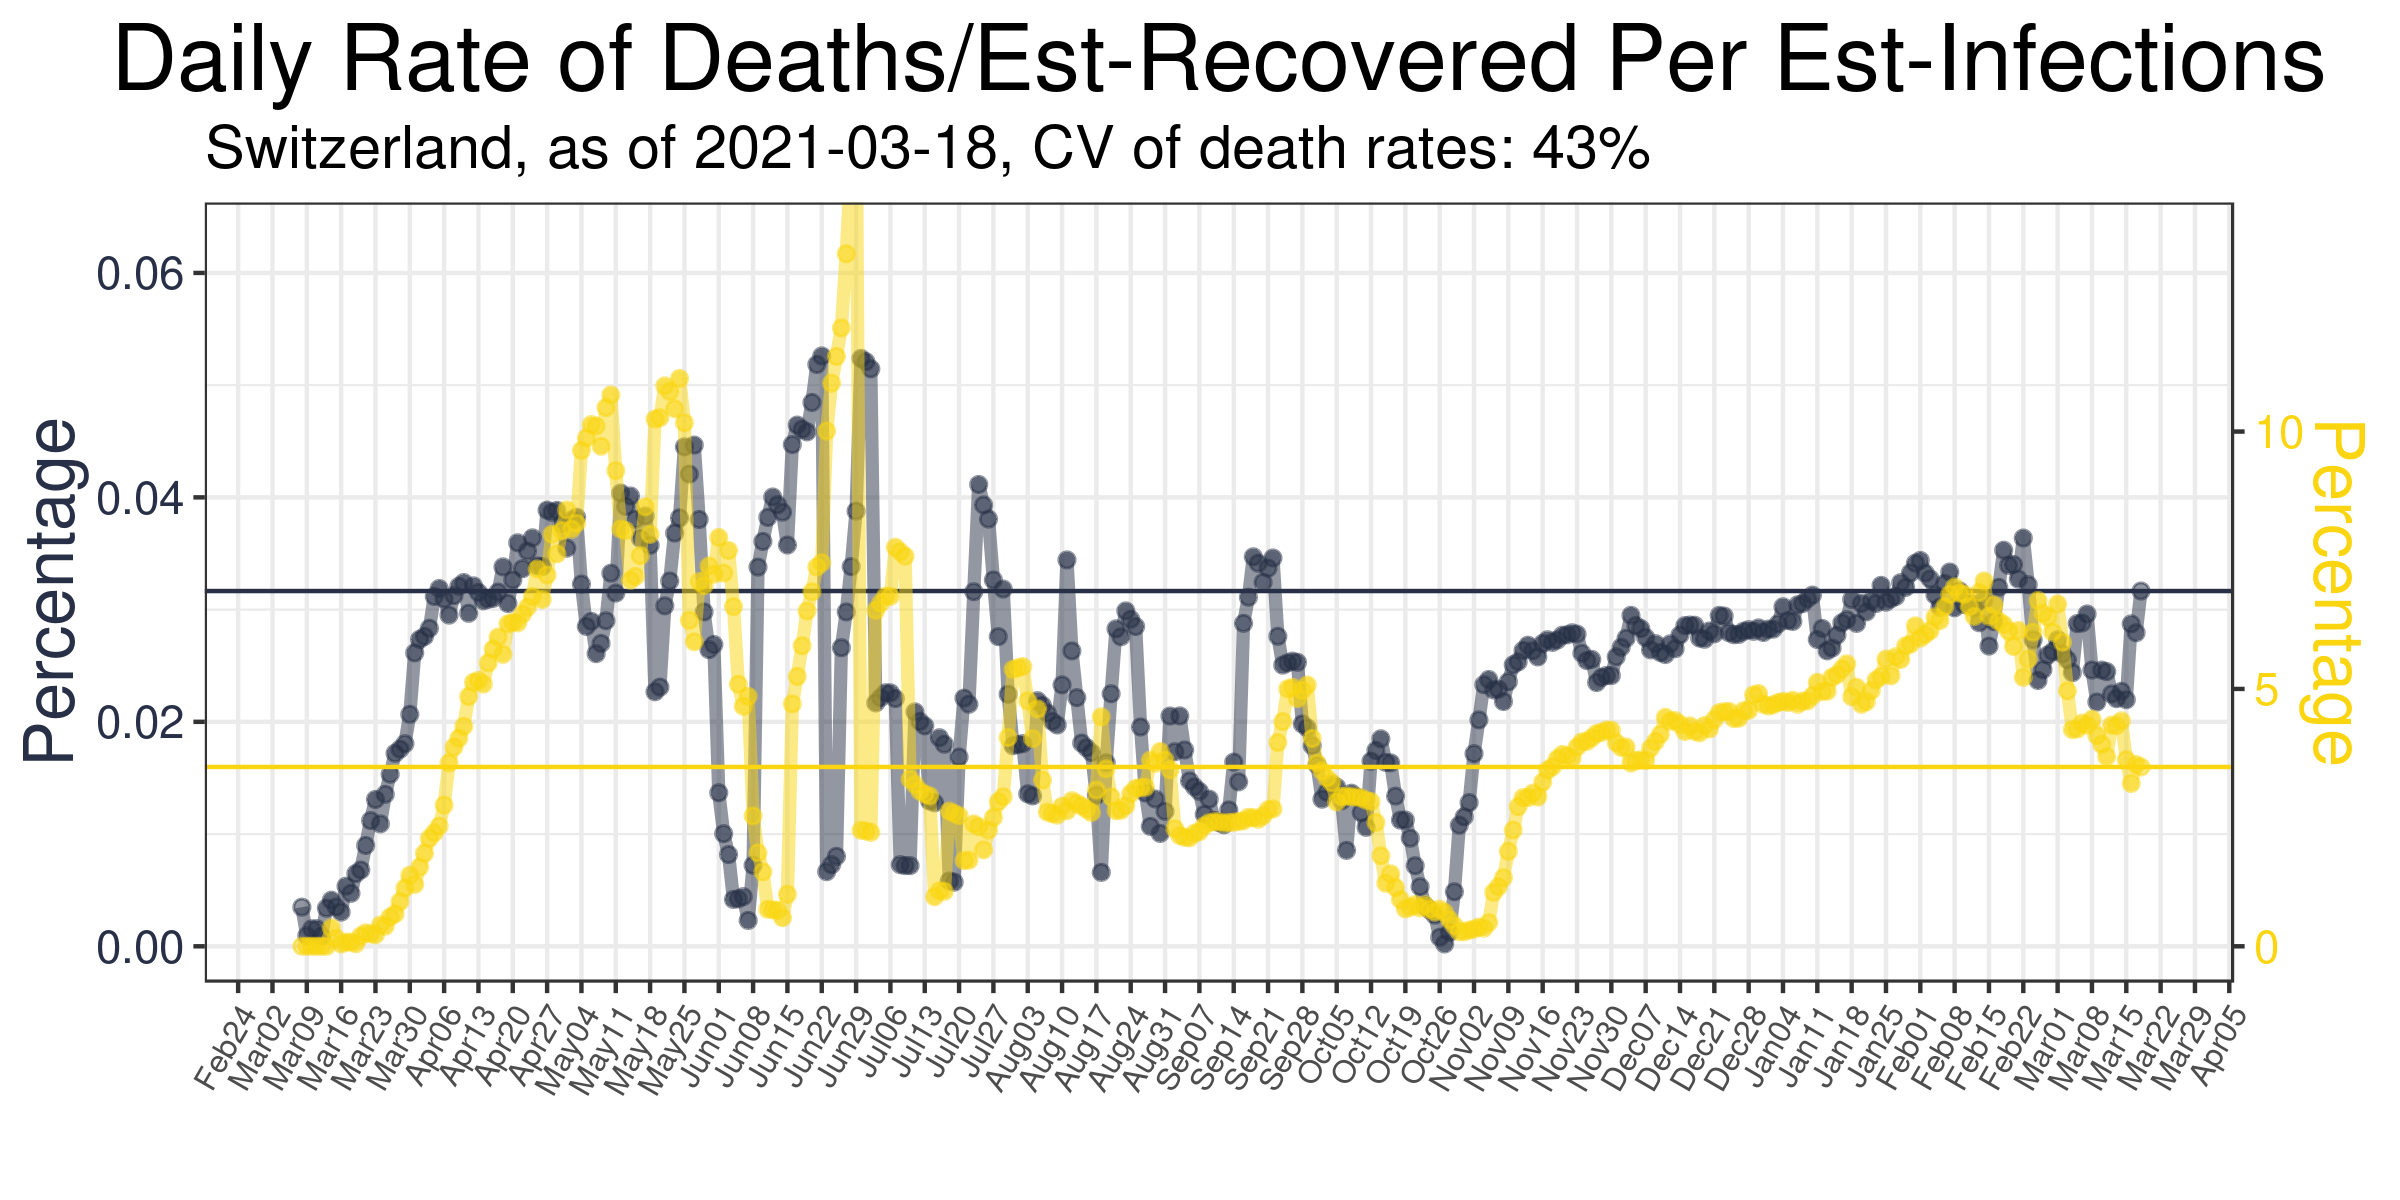 Daily Rate of Deaths/Est-Recovered Per Est-Infections
Switzerland, as of 2021-03-18, CV of death rates: 43%
Percentage
0.06
0.04
0.02
0.00
10
5
0
Percentage
Feb24
Mar02
Mar09
Mar16
Mar23
Mar30
Apr06
Apr13
Apr20
Apr27
May04
May11
May18
May25
Jun01
Jun08
Jun15
Jun22
Jun29
Jul06
Jul13
Jul20
Jul27
Aug03
Aug10
Aug17
Aug24
Aug31
Sep07
Sep14
Sep21
Sep28
Oct05
Oct12
Oct19
Oct26
Nov02
Nov09
Nov16
Nov23
Nov30
Dec07
Dec14
Dec21
Dec28
Jan04
Jan11
Jan18
Jan25
Feb01
Feb08
Feb15
Feb22
Mar01
Mar08
Mar15
Mar22
Mar29
Apr05